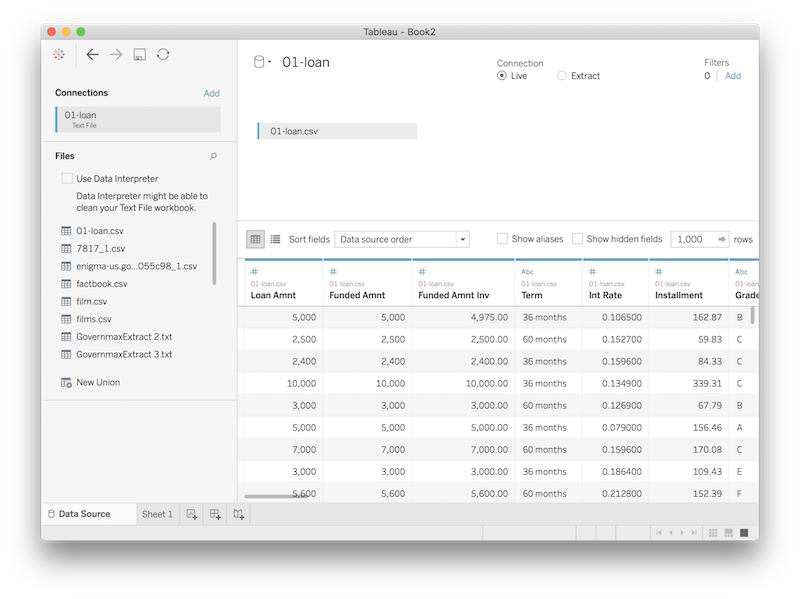 Tableau - Book2
Connections Add
01-loan
Text File
Files
Use Data Interpreter
Data Interpreter might be able to
clean your Text File workbook.
01-loan.csv
7817_1.csv
enigma-us.go...055c98_1.csv
factbook.csv
film.csv
films.csv
GovernmaxExtract 2.txt
GovernmaxExtract 3.txt
New Union
01-loan
Connection
Live Extract
Filters
0 Add
01-loan.csv
Sort fields Data source order Show aliases Show hidden fields 1,000 rows
# # # Abc # # Abc
01-loan.csv 01-loan.csv 01-loan.csv 01-loan.csv 01-loan.csv 01-loan.csv 01-loan.csv
Loan Amnt Funded Amnt Funded Amnt Inv Term Int Rate Installment Grade
5,000 5,000 4,975.00 36 months 0.106500 162.87 B
2,500 2,500 2,500.00 60 months 0.152700 59.83 C
2,400 2,400 2,400.00 36 months 0.159600 84.33 C
10,000 10,000 10,000.00 36 months 0.134900 339.31 C
3,000 3,000 3,000.00 60 months 0.126900 67.79 B
5,000 5,000 5,000.00 36 months 0.079000 156.46 A
7,000 7,000 7,000.00 60 months 0.159600 170.08 C
3,000 3,000 3,000.00 36 months 0.186400 109.43 E
5,600 5,600 5,600.00 60 months 0.212800 152.39 F
Data Source Sheet 1